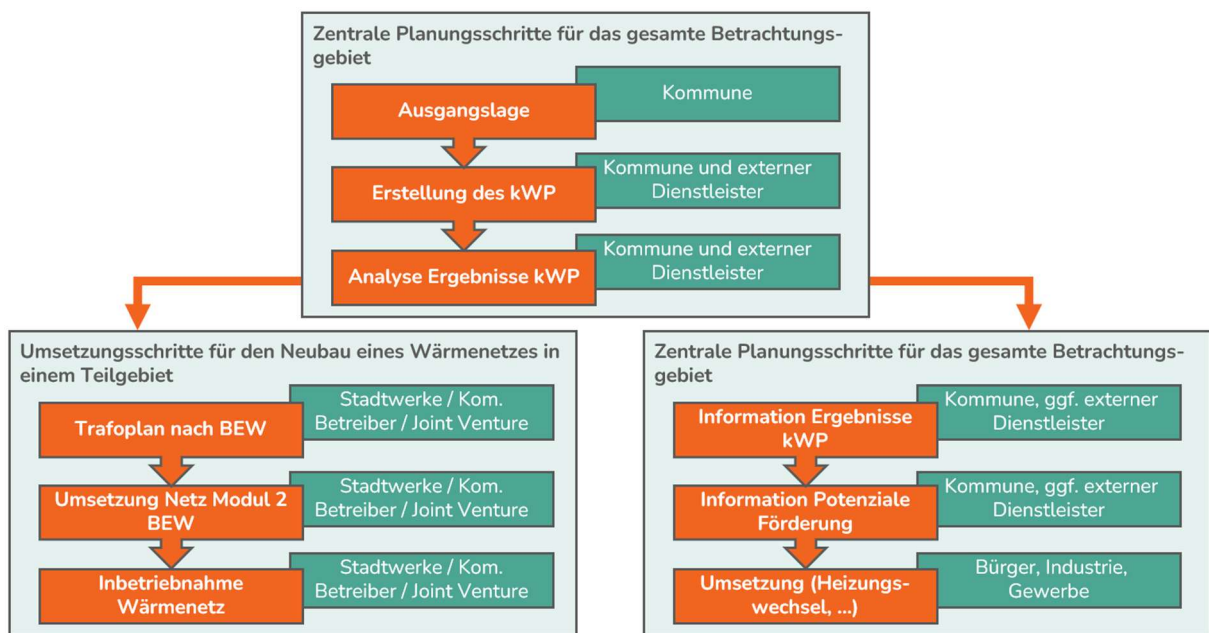 Zentrale Planungsschritte für das gesamte Betrachtungs-
gebiet
Ausgangslage
Kommune
Erstellung des kWP
Kommune und externer
Dienstleister
Analyse Ergebnisse kWP
Kommune und externer
Dienstleister
Umsetzungsschritte für den Neubau eines Wärmenetzes in
einem Teilgebiet
Trafoplan nach BEW
Stadtwerke / Kom.
Betreiber / Joint Venture
Umsetzung Netz Modul 2
BEW
Stadtwerke / Kom.
Betreiber / Joint Venture
Inbetriebnahme
Wärmenetz
Stadtwerke / Kom.
Betreiber / Joint Venture
Zentrale Planungsschritte für das gesamte Betrachtungs-
gebiet
Information Ergebnisse
kWP
Kommune, ggf. externer
Dienstleister
Information Potenziale
Förderung
Kommune, ggf. externer
Dienstleister
Umsetzung (Heizungs-
wechsel, ...)
Bürger, Industrie,
Gewerbe